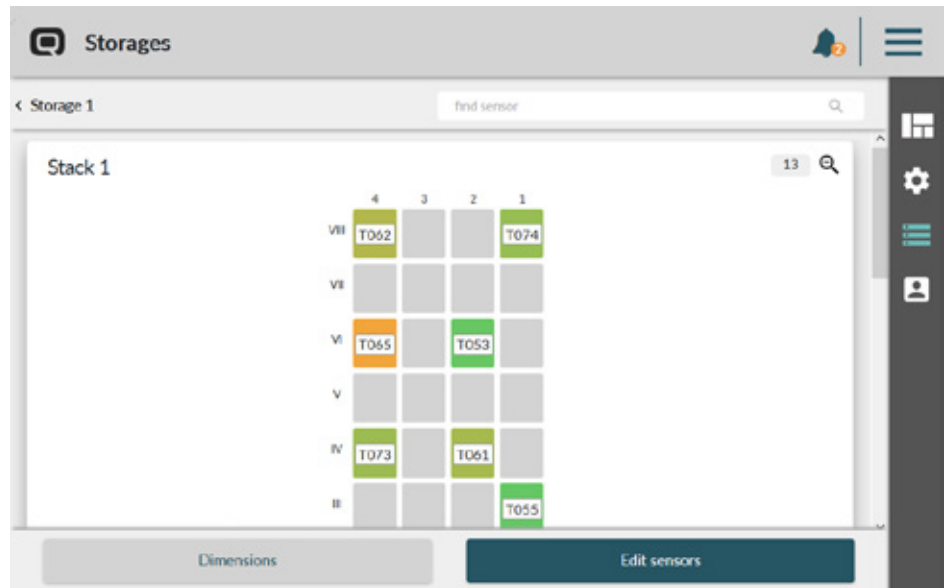 Storages
2
Storage 1
find sensor
Stack 1
13
4 3 2 1
VIII T062 T074
VII
VI T065 T053
V
IV T073 T061
III T055
Dimensions
Edit sensors